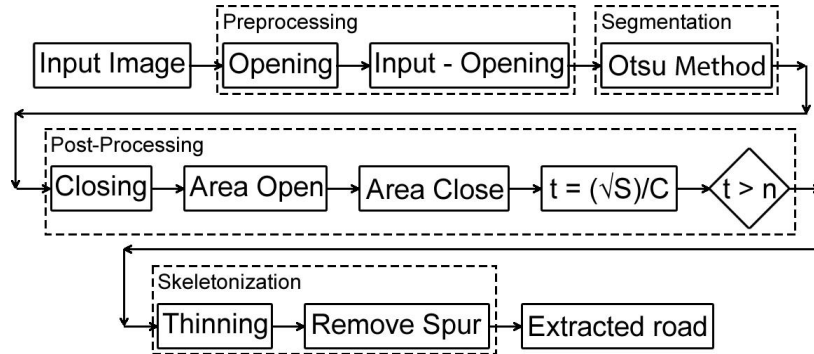 Preprocessing
Segmentation
Input Image
Opening
Input - Opening
Otsu Method
Post-Processing
Closing
Area Open
Area Close
t = (√S)/C
t > n
Skeletonization
Thinning
Remove Spur
Extracted road